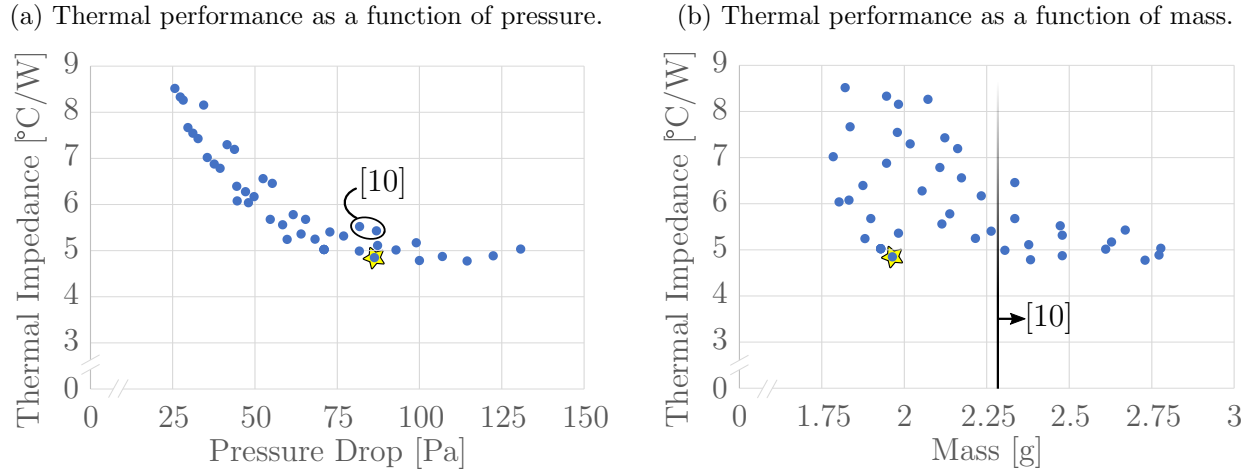 (a) Thermal performance as a function of pressure.
Thermal Impedance [°C/W]
9
8
7
6
5
4
3
0
[10]
0 25 50 75 100 125 150
Pressure Drop [Pa]
(b) Thermal performance as a function of mass.
Thermal Impedance [°C/W]
9
8
7
6
5
4
3
0
[10]
0 1.75 2 2.25 2.5 2.75 3
Mass [g]